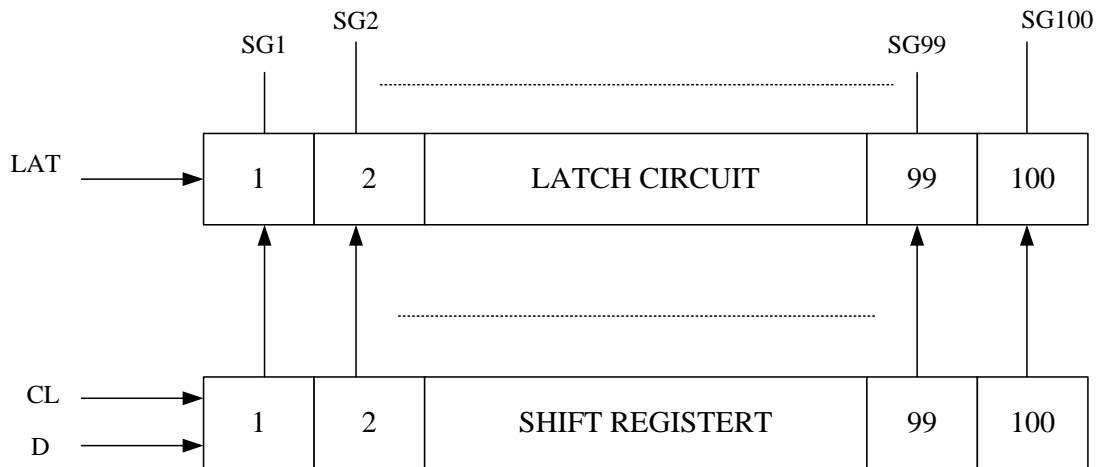 SG1 SG2 SG99 SG100
LAT
1 2 LATCH CIRCUIT 99 100
CL
D
1 2 SHIFT REGISTERT 99 100